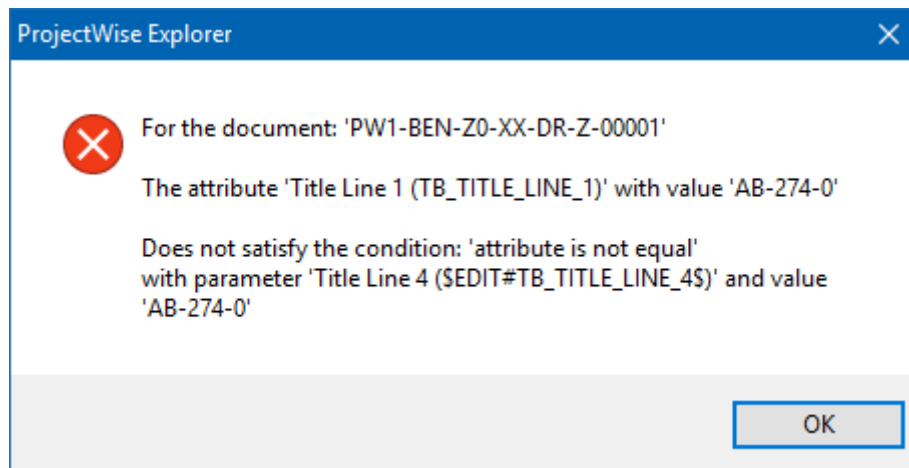 ProjectWise Explorer
For the document: 'PW1-BEN-Z0-XX-DR-Z-00001'
The attribute 'Title Line 1 (TB_TITLE_LINE_1)' with value 'AB-274-0'
Does not satisfy the condition: 'attribute is not equal'
with parameter 'Title Line 4 ($EDIT#TB_TITLE_LINE_4$)' and value
'AB-274-0'
OK